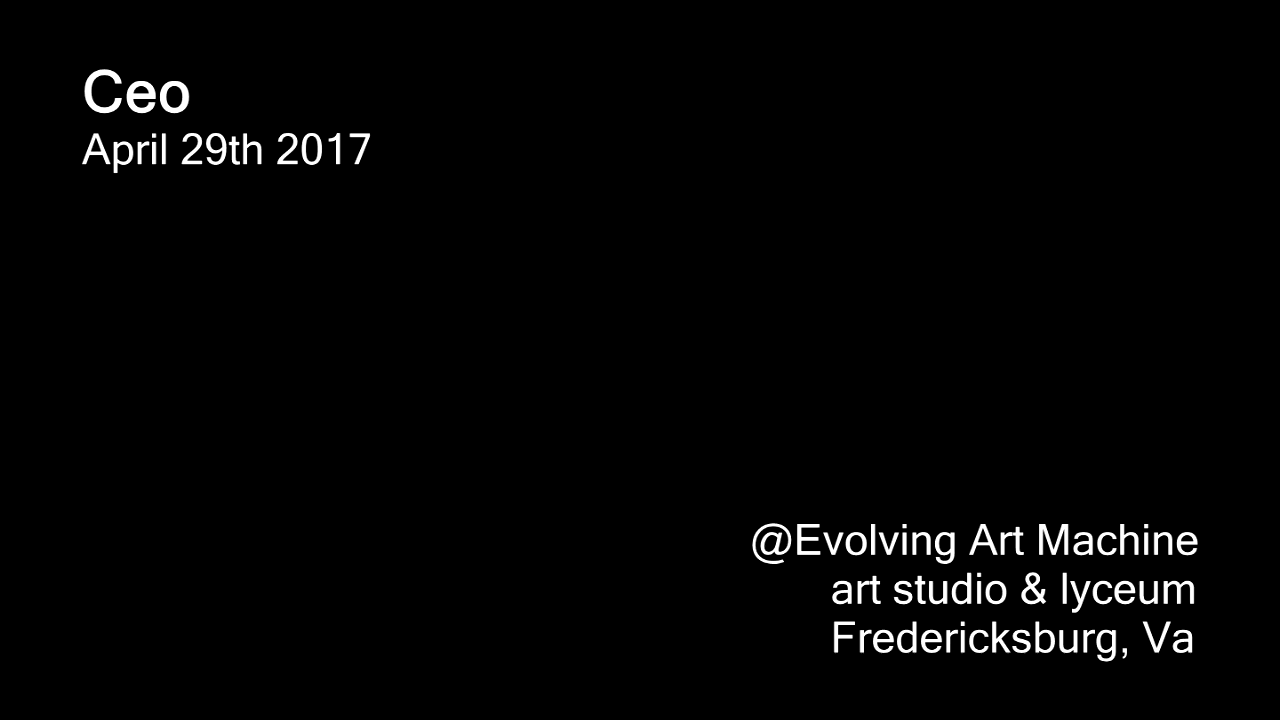 Ceo
April 29th 2017
@Evolving Art Machine
art studio & lyceum
Fredericksburg, Va